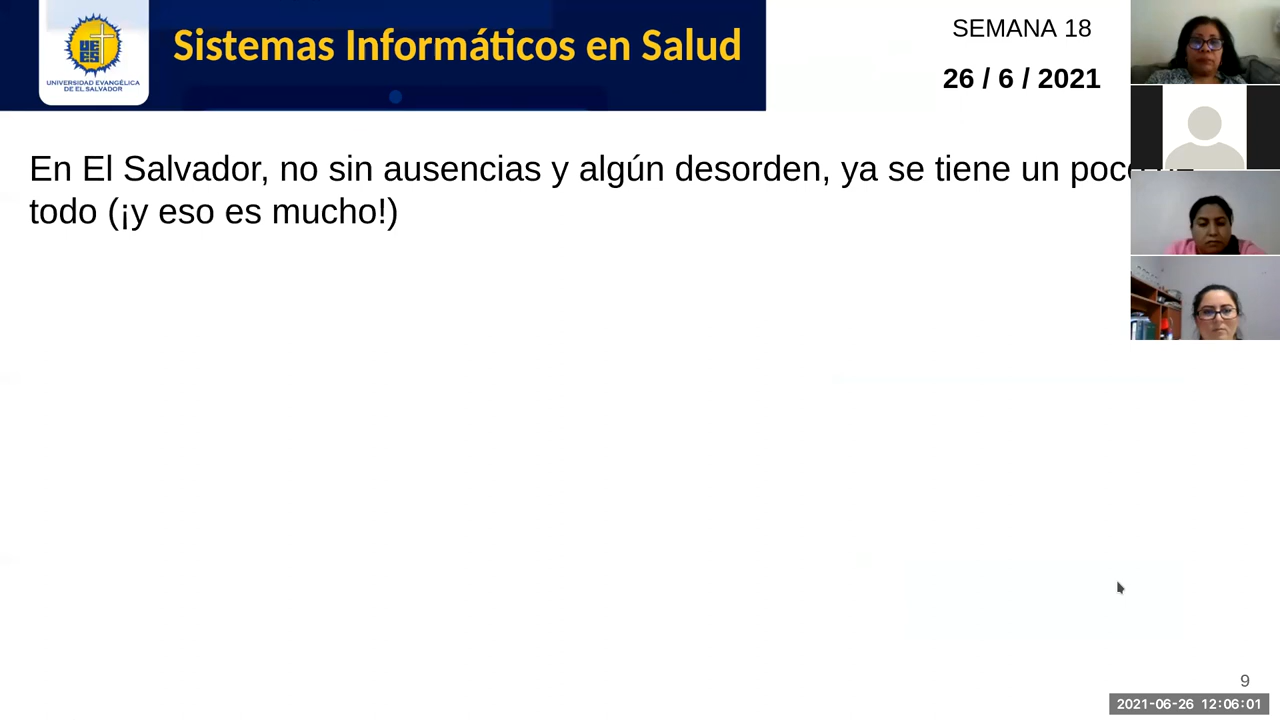 Sistemas Informáticos en Salud
UNIVERSIDAD EVANGÉLICA
DE EL SALVADOR
SEMANA 18
26 / 6 / 2021
En El Salvador, no sin ausencias y algún desorden, ya se tiene un poco
todo (¡y eso es mucho!)
9
2021-06-26 12:06:01